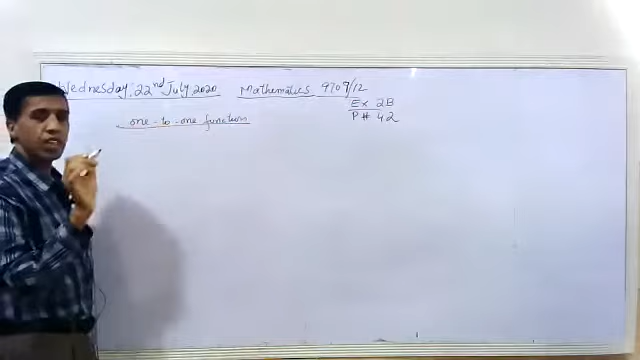 Wednesday 22nd July 2020 Mathematics 9709/12
Ex 2B
P# 42
one-to-one function